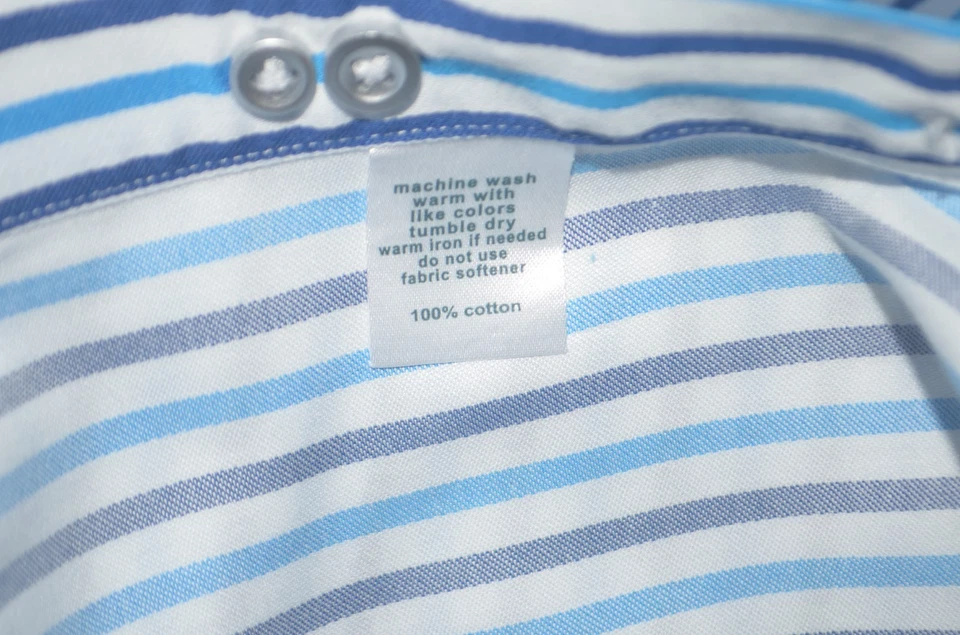 machine wash
warm with
like colors
tumble dry
warm iron if needed
do not use
fabric softener
100% cotton